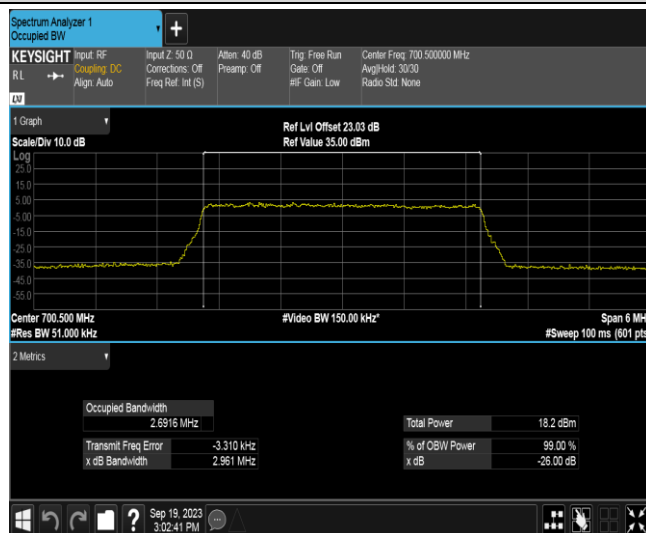 Spectrum Analyzer 1
Occupied BW
KEYSIGHT
RL
LXI
Input: RF
Coupling: DC
Align: Auto
Input Z: 50 Ω
Corrections: Off
Freq Ref: Int (S)
Atten: 40 dB
Preamp: Off
Trig: Free Run
Gate: Off
#IF Gain: Low
Center Freq: 700.500000 MHz
Avg|Hold: 30/30
Radio Std: None
1 Graph
Scale/Div 10.0 dB
Ref Lvl Offset 23.03 dB
Ref Value 35.00 dBm
Log
25.0
15.0
5.00
-5.00
-15.0
-25.0
-35.0
-45.0
-55.0
Center 700.500 MHz
#Res BW 51.000 kHz
#Video BW 150.00 kHz*
Span 6 MH
#Sweep 100 ms (601 pts
2 Metrics
Occupied Bandwidth
2.6916 MHz
Transmit Freq Error -3.310 kHz
x dB Bandwidth 2.961 MHz
Total Power 18.2 dBm
% of OBW Power 99.00 %
x dB -26.00 dB
Sep 19, 2023
3:02:41 PM